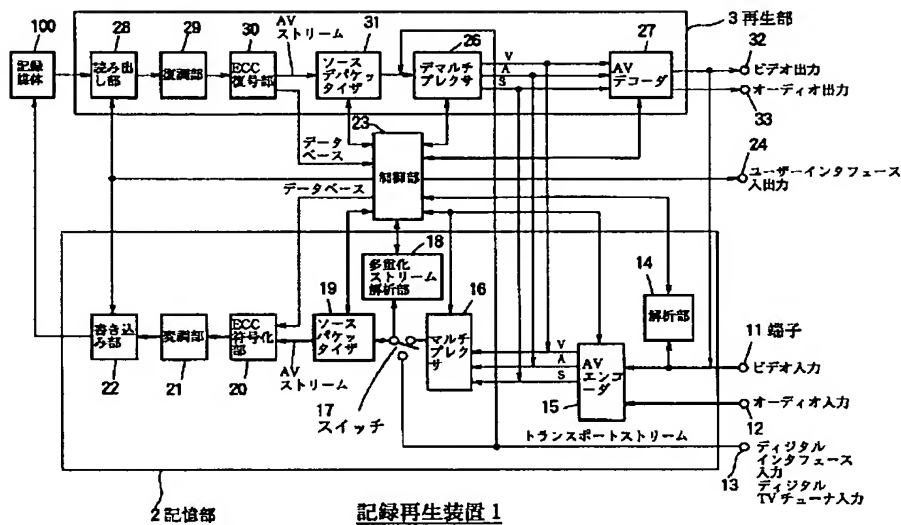 3 再生部
100
記録
媒体
28
読み出
し部
29
復調部
30
ECC
復号部
AV
ストリーム
31
ソース
デパケッ
タイザ
26
デマルチ
プレクサ
V
A
S
27
AV
デコーダ
32
ビデオ出力
オーディオ出力
33
23
制御部
データ
ベース
データベース
24
ユーザーインタフェース
入出力
18
多重化
ストリーム
解析部
14
解析部
書き込
み部
22
変調部
21
ECC
符号化
部
20
AV
ストリーム
19
ソース
パケッタ
イザ
17
スイッチ
16
マルチ
プレク
サ
V
A
S
AV
エンコ
ーダ
15
11 端子
ビデオ入力
オーディオ入力
12
トランスポートストリーム
13
ディジタル
インタフェース
入力
ディジタル
TVチューナ入力
2 記憶部
記録再生装置1